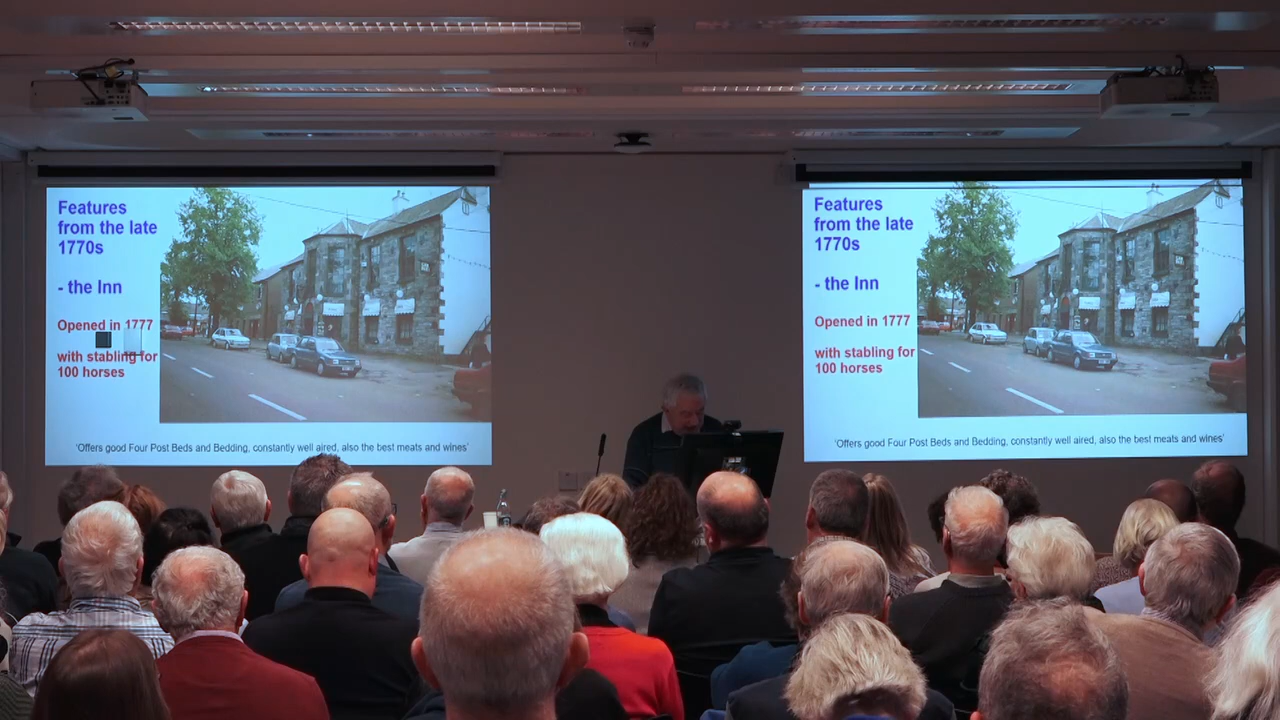 Features
from the late
1770s
- the Inn
Opened in 1777
with stabling for
100 horses
'Offers good Four Post Beds and Bedding, constantly well aired, also the best meats and wines'
Features
from the late
1770s
- the Inn
Opened in 1777
with stabling for
100 horses
'Offers good Four Post Beds and Bedding, constantly well aired, also the best meats and wines'